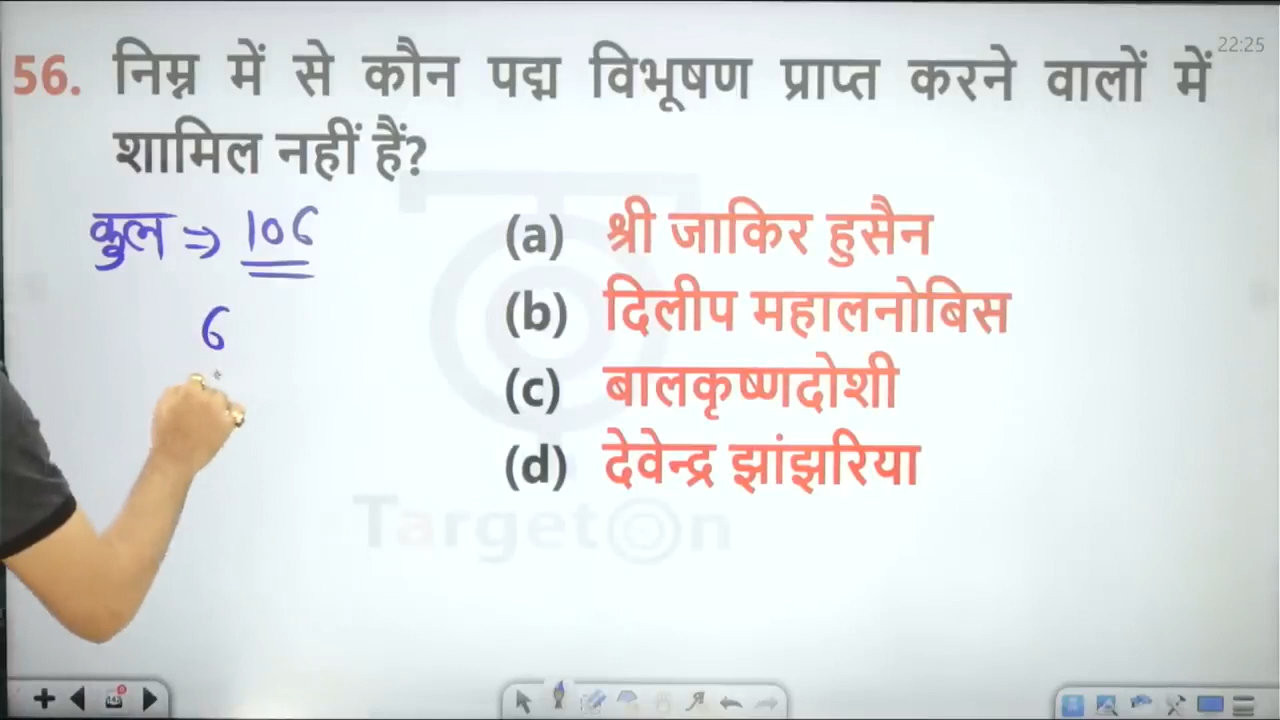 22:25
56. निम्न में से कौन पद्म विभूषण प्राप्त करने वालों में
शामिल नहीं हैं?
कुल ⇒ 106
6
(a) श्री जाकिर हुसैन
(b) दिलीप महालनोबिस
(c) बालकृष्णदोशी
(d) देवेन्द्र झांझरिया
TargetOn